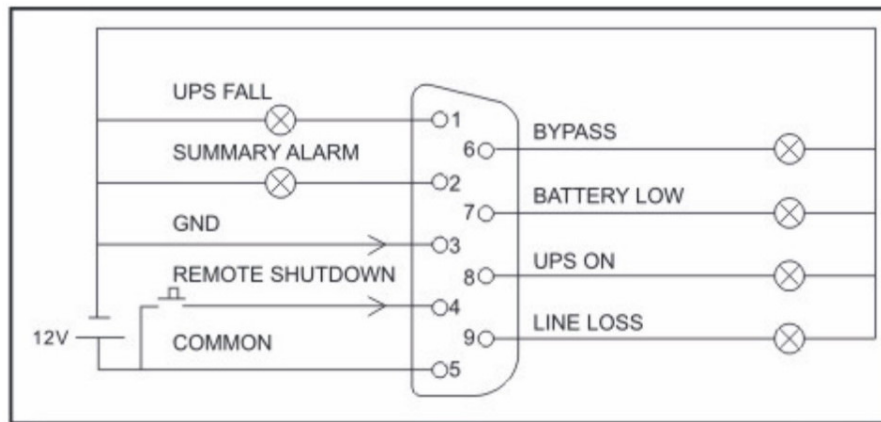 UPS FALL
1
6
BYPASS
SUMMARY ALARM
2
7
BATTERY LOW
GND
3
8
UPS ON
REMOTE SHUTDOWN
4
9
LINE LOSS
12V
COMMON
5